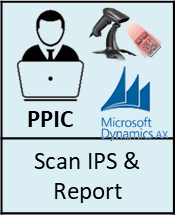 PPIC
Microsoft
Dynamics AX
Scan IPS &
Report